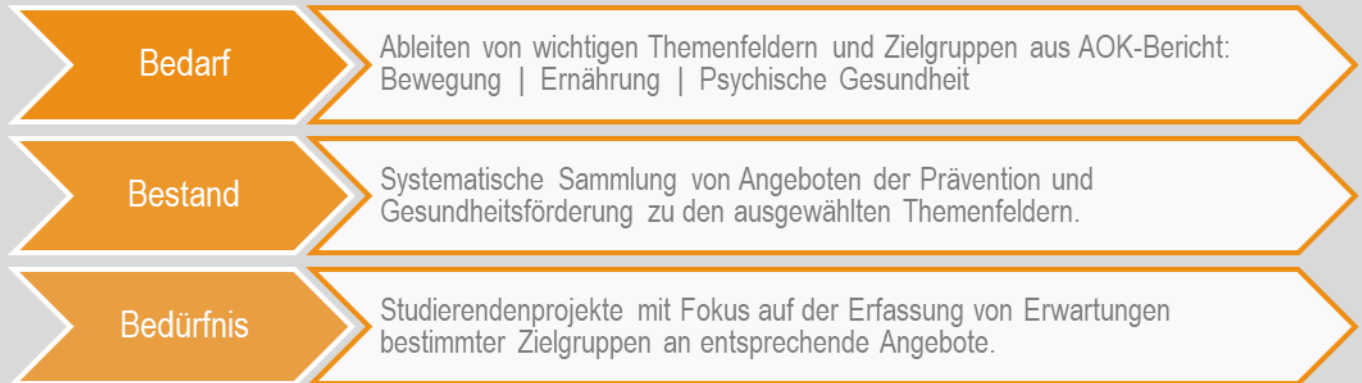 Bedarf
Ableiten von wichtigen Themenfeldern und Zielgruppen aus AOK-Bericht:
Bewegung | Ernährung | Psychische Gesundheit
Bestand
Systematische Sammlung von Angeboten der Prävention und
Gesundheitsförderung zu den ausgewählten Themenfeldern.
Bedürfnis
Studierendenprojekte mit Fokus auf der Erfassung von Erwartungen
bestimmter Zielgruppen an entsprechende Angebote.